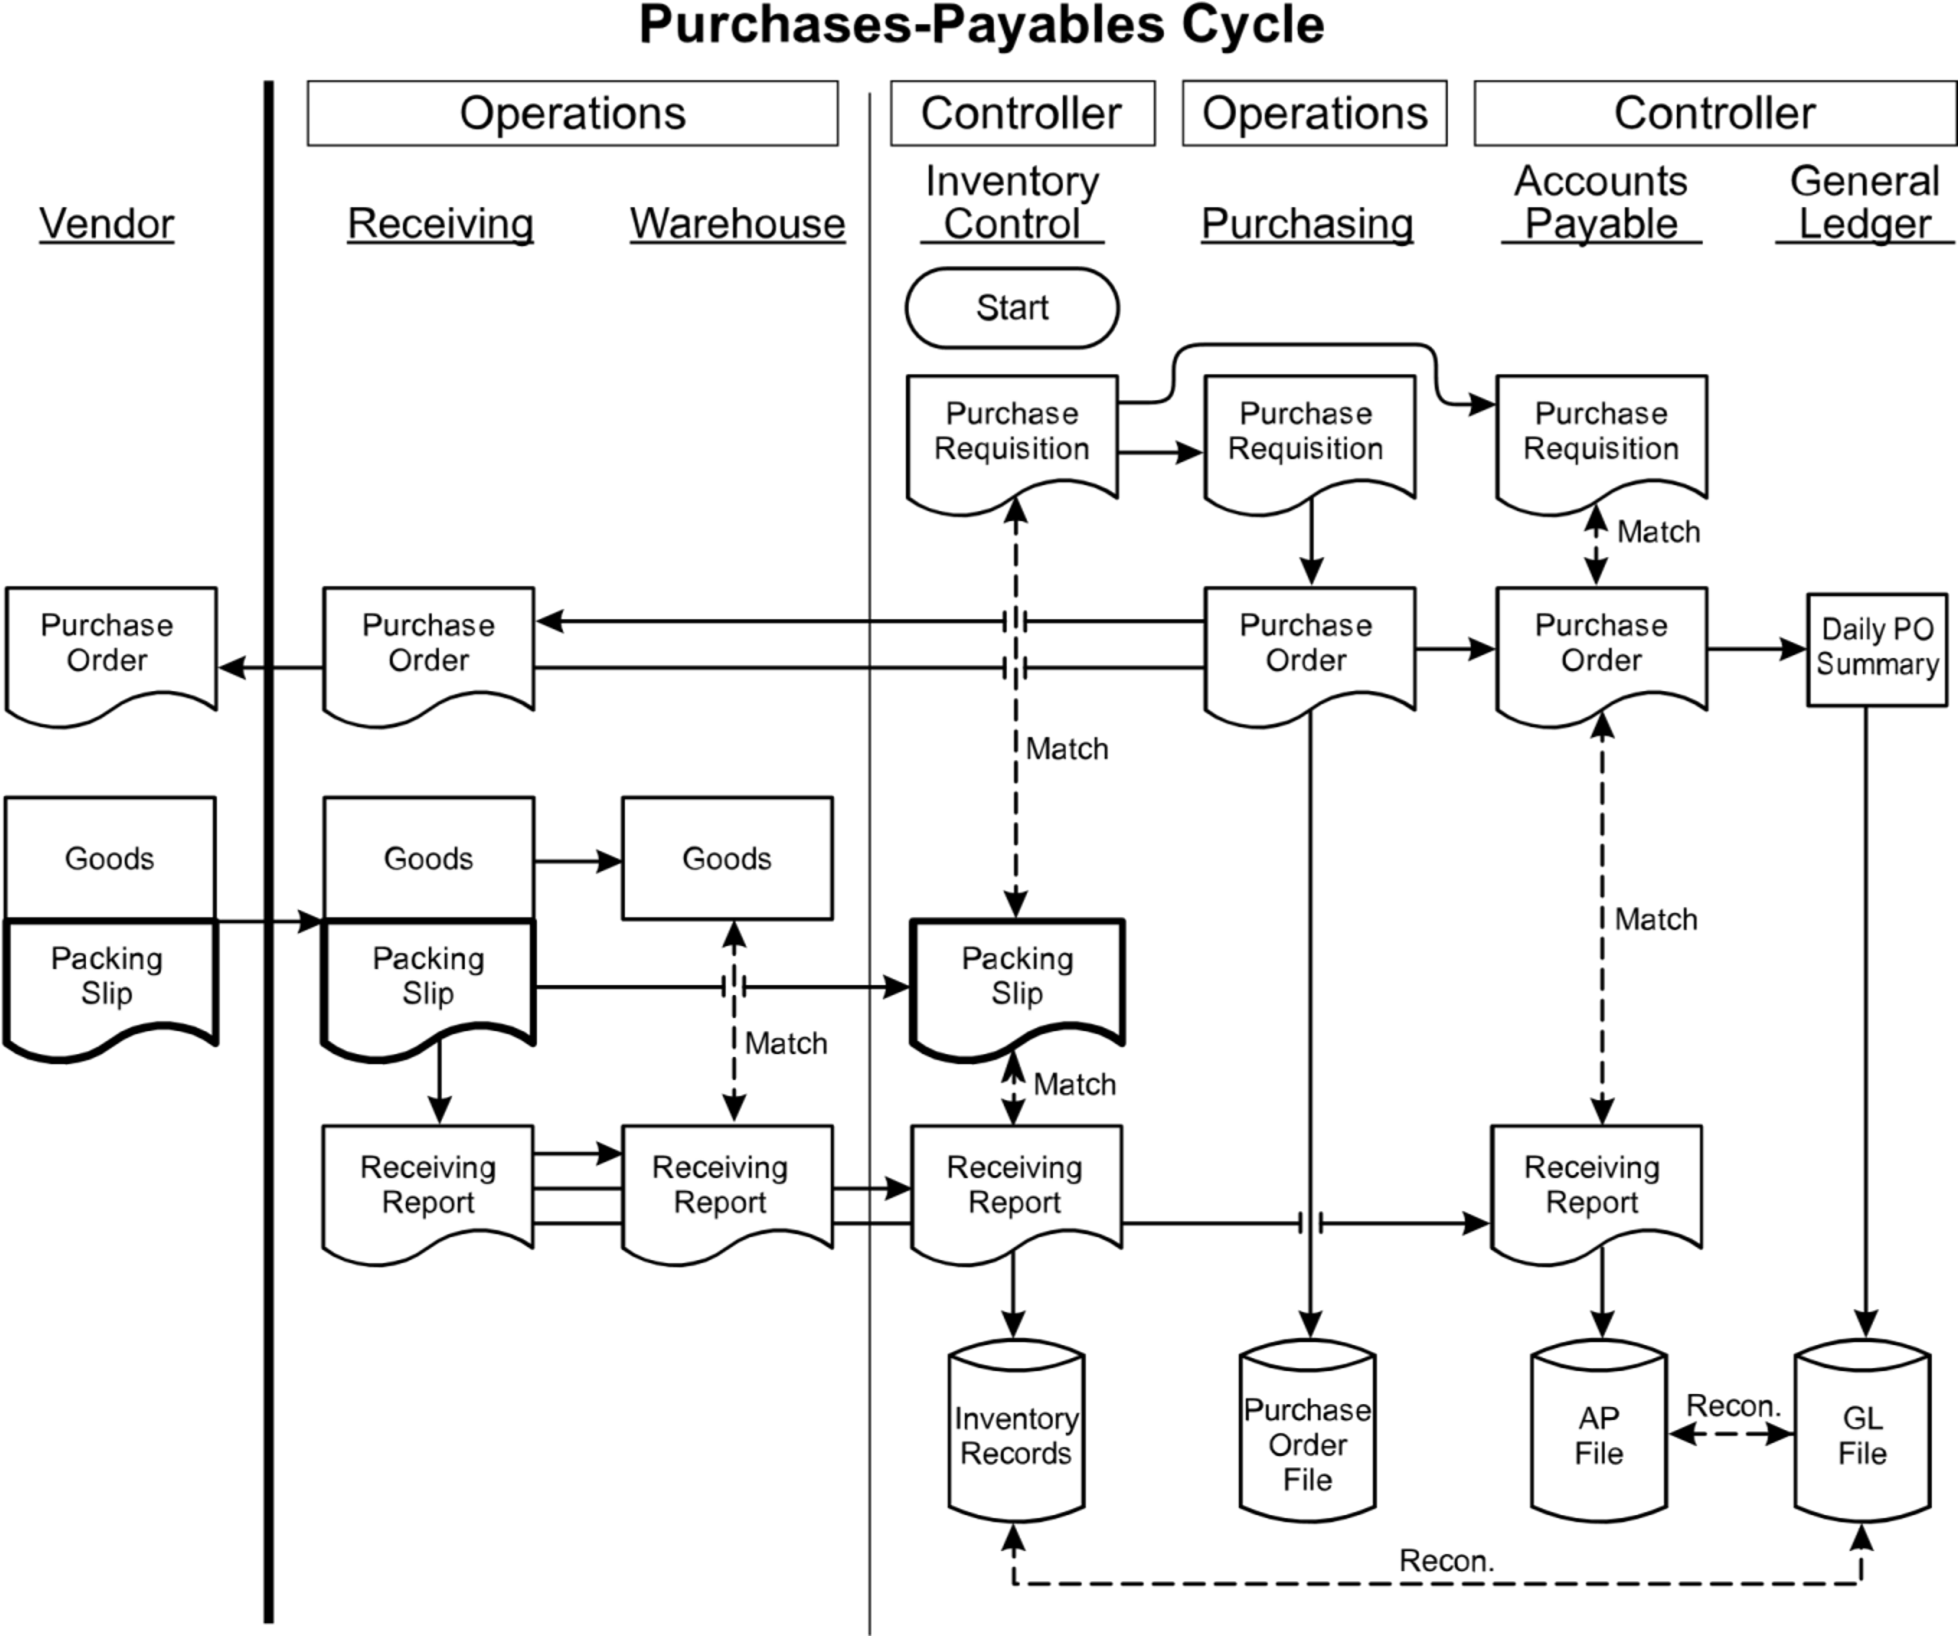 Purchases-Payables Cycle
Operations
Controller
Operations
Controller
Vendor
Receiving
Warehouse
Inventory
Control
Purchasing
Accounts
Payable
General
Ledger
Start
Purchase
Requisition
Purchase
Requisition
Purchase
Requisition
Match
Purchase
Order
Purchase
Order
Purchase
Order
Purchase
Order
Daily PO
Summary
Match
Goods
Goods
Goods
Match
Packing
Slip
Packing
Slip
Packing
Slip
Match
Match
Receiving
Report
Receiving
Report
Receiving
Report
Receiving
Report
Inventory
Records
Purchase
Order
File
AP
File
Recon.
GL
File
Recon.